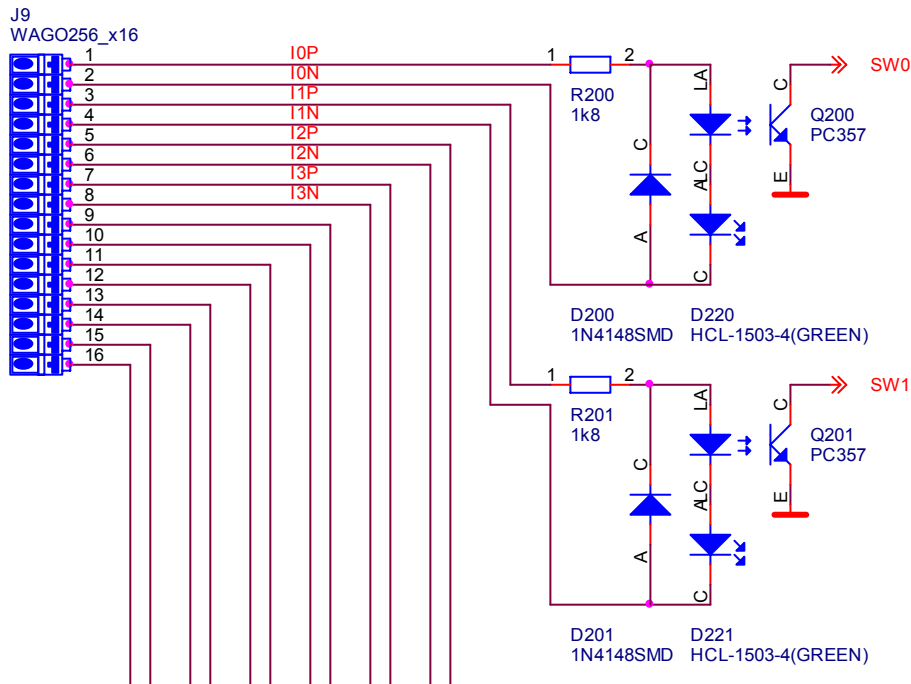 J9
WAGO256_x16
1
I0P
2
I0N
3
I1P
4
I1N
5
I2P
6
I2N
7
I3P
8
I3N
9
10
11
12
13
14
15
16
1
2
R200
1k8
C
A
LA
LC
A
C
C
E
SW0
Q200
PC357
D200
1N4148SMD
D220
HCL-1503-4(GREEN)
1
2
R201
1k8
C
A
LA
LC
A
C
C
E
SW1
Q201
PC357
D201
1N4148SMD
D221
HCL-1503-4(GREEN)